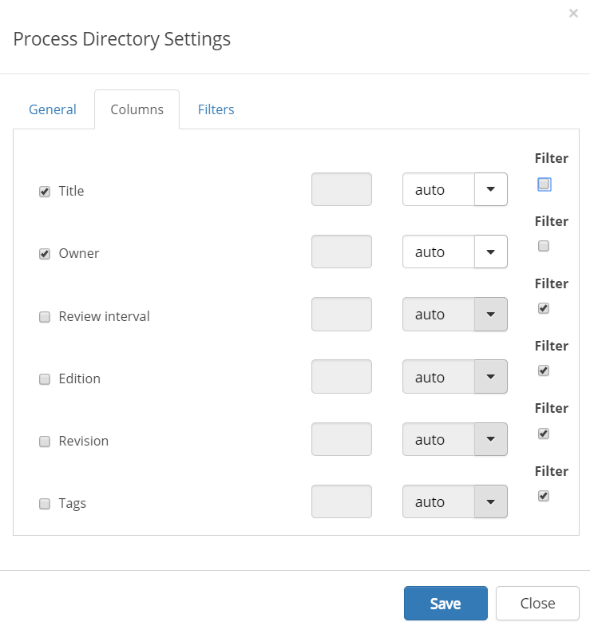 Process Directory Settings
General Columns Filters
Filter
Title auto
Filter
Owner auto
Filter
Review interval auto
Filter
Edition auto
Filter
Revision auto
Filter
Tags auto
Save Close